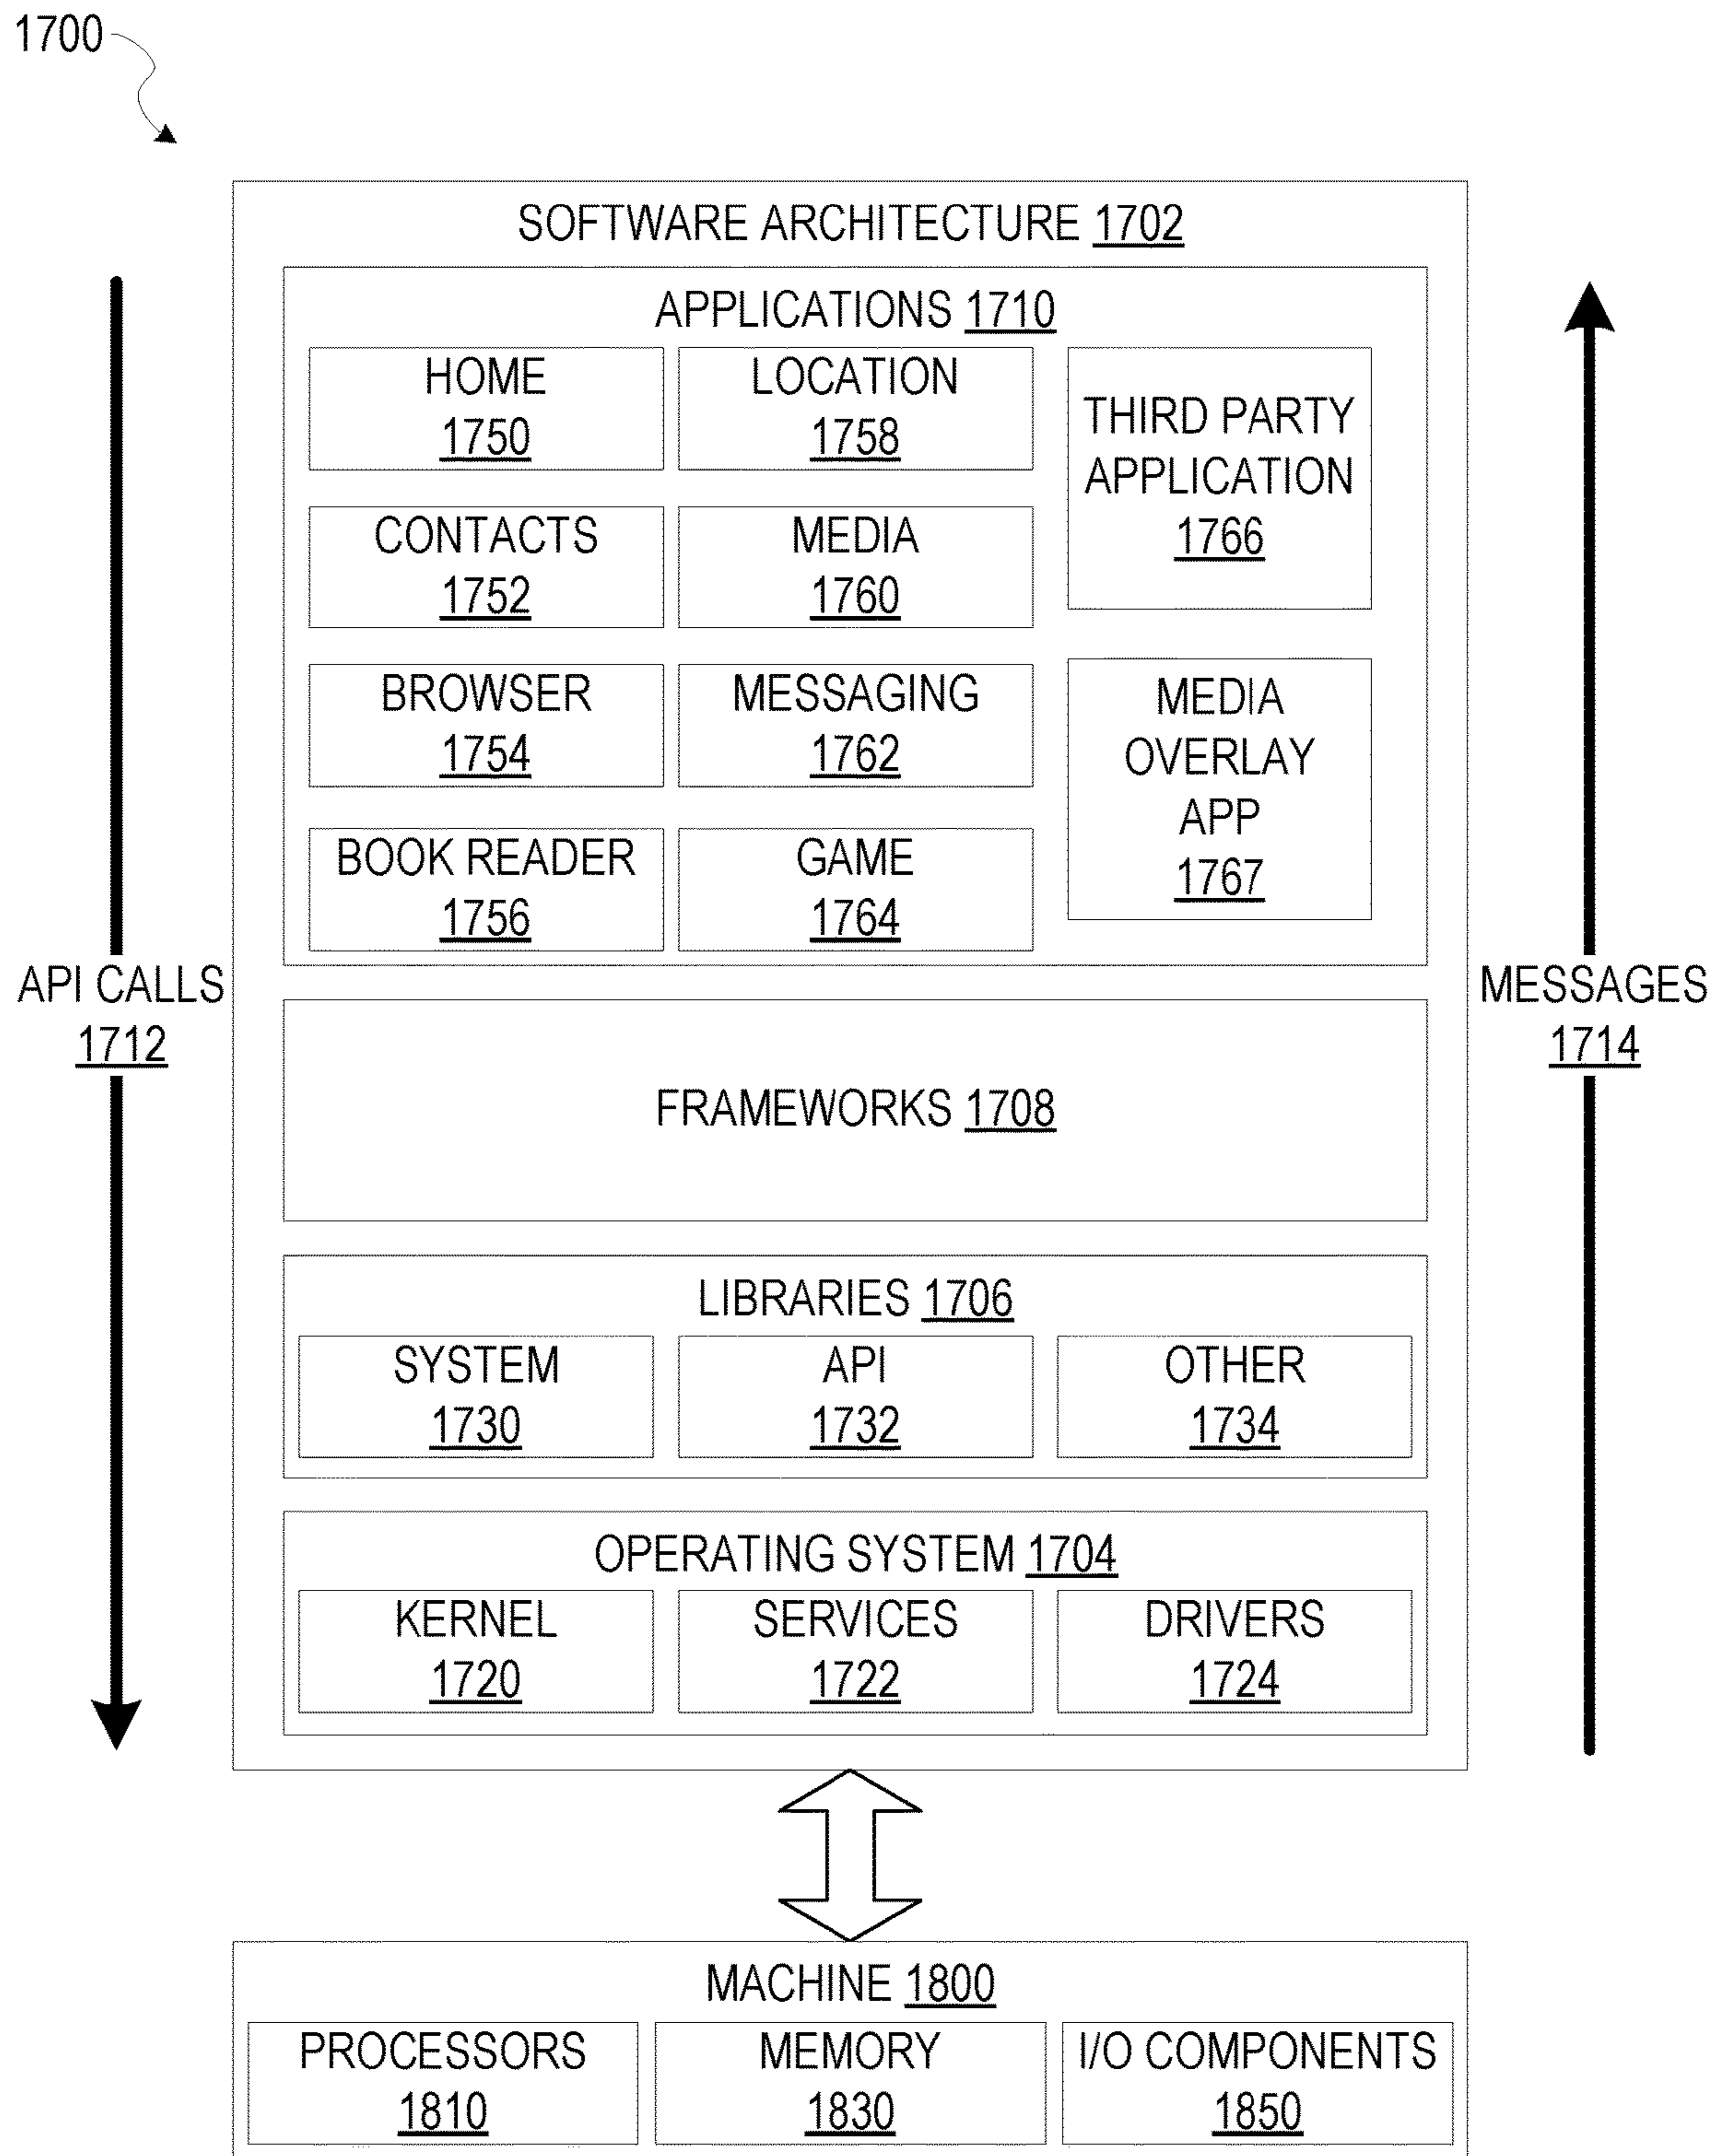 1700
SOFTWARE ARCHITECTURE 1702
APPLICATIONS 1710
HOME
1750
LOCATION
1758
THIRD PARTY
APPLICATION
1766
CONTACTS
1752
MEDIA
1760
BROWSER
1754
MESSAGING
1762
MEDIA
OVERLAY
APP
1767
BOOK READER
1756
GAME
1764
API CALLS
1712
MESSAGES
1714
FRAMEWORKS 1708
LIBRARIES 1706
SYSTEM
1730
API
1732
OTHER
1734
OPERATING SYSTEM 1704
KERNEL
1720
SERVICES
1722
DRIVERS
1724
MACHINE 1800
PROCESSORS
1810
MEMORY
1830
I/O COMPONENTS
1850